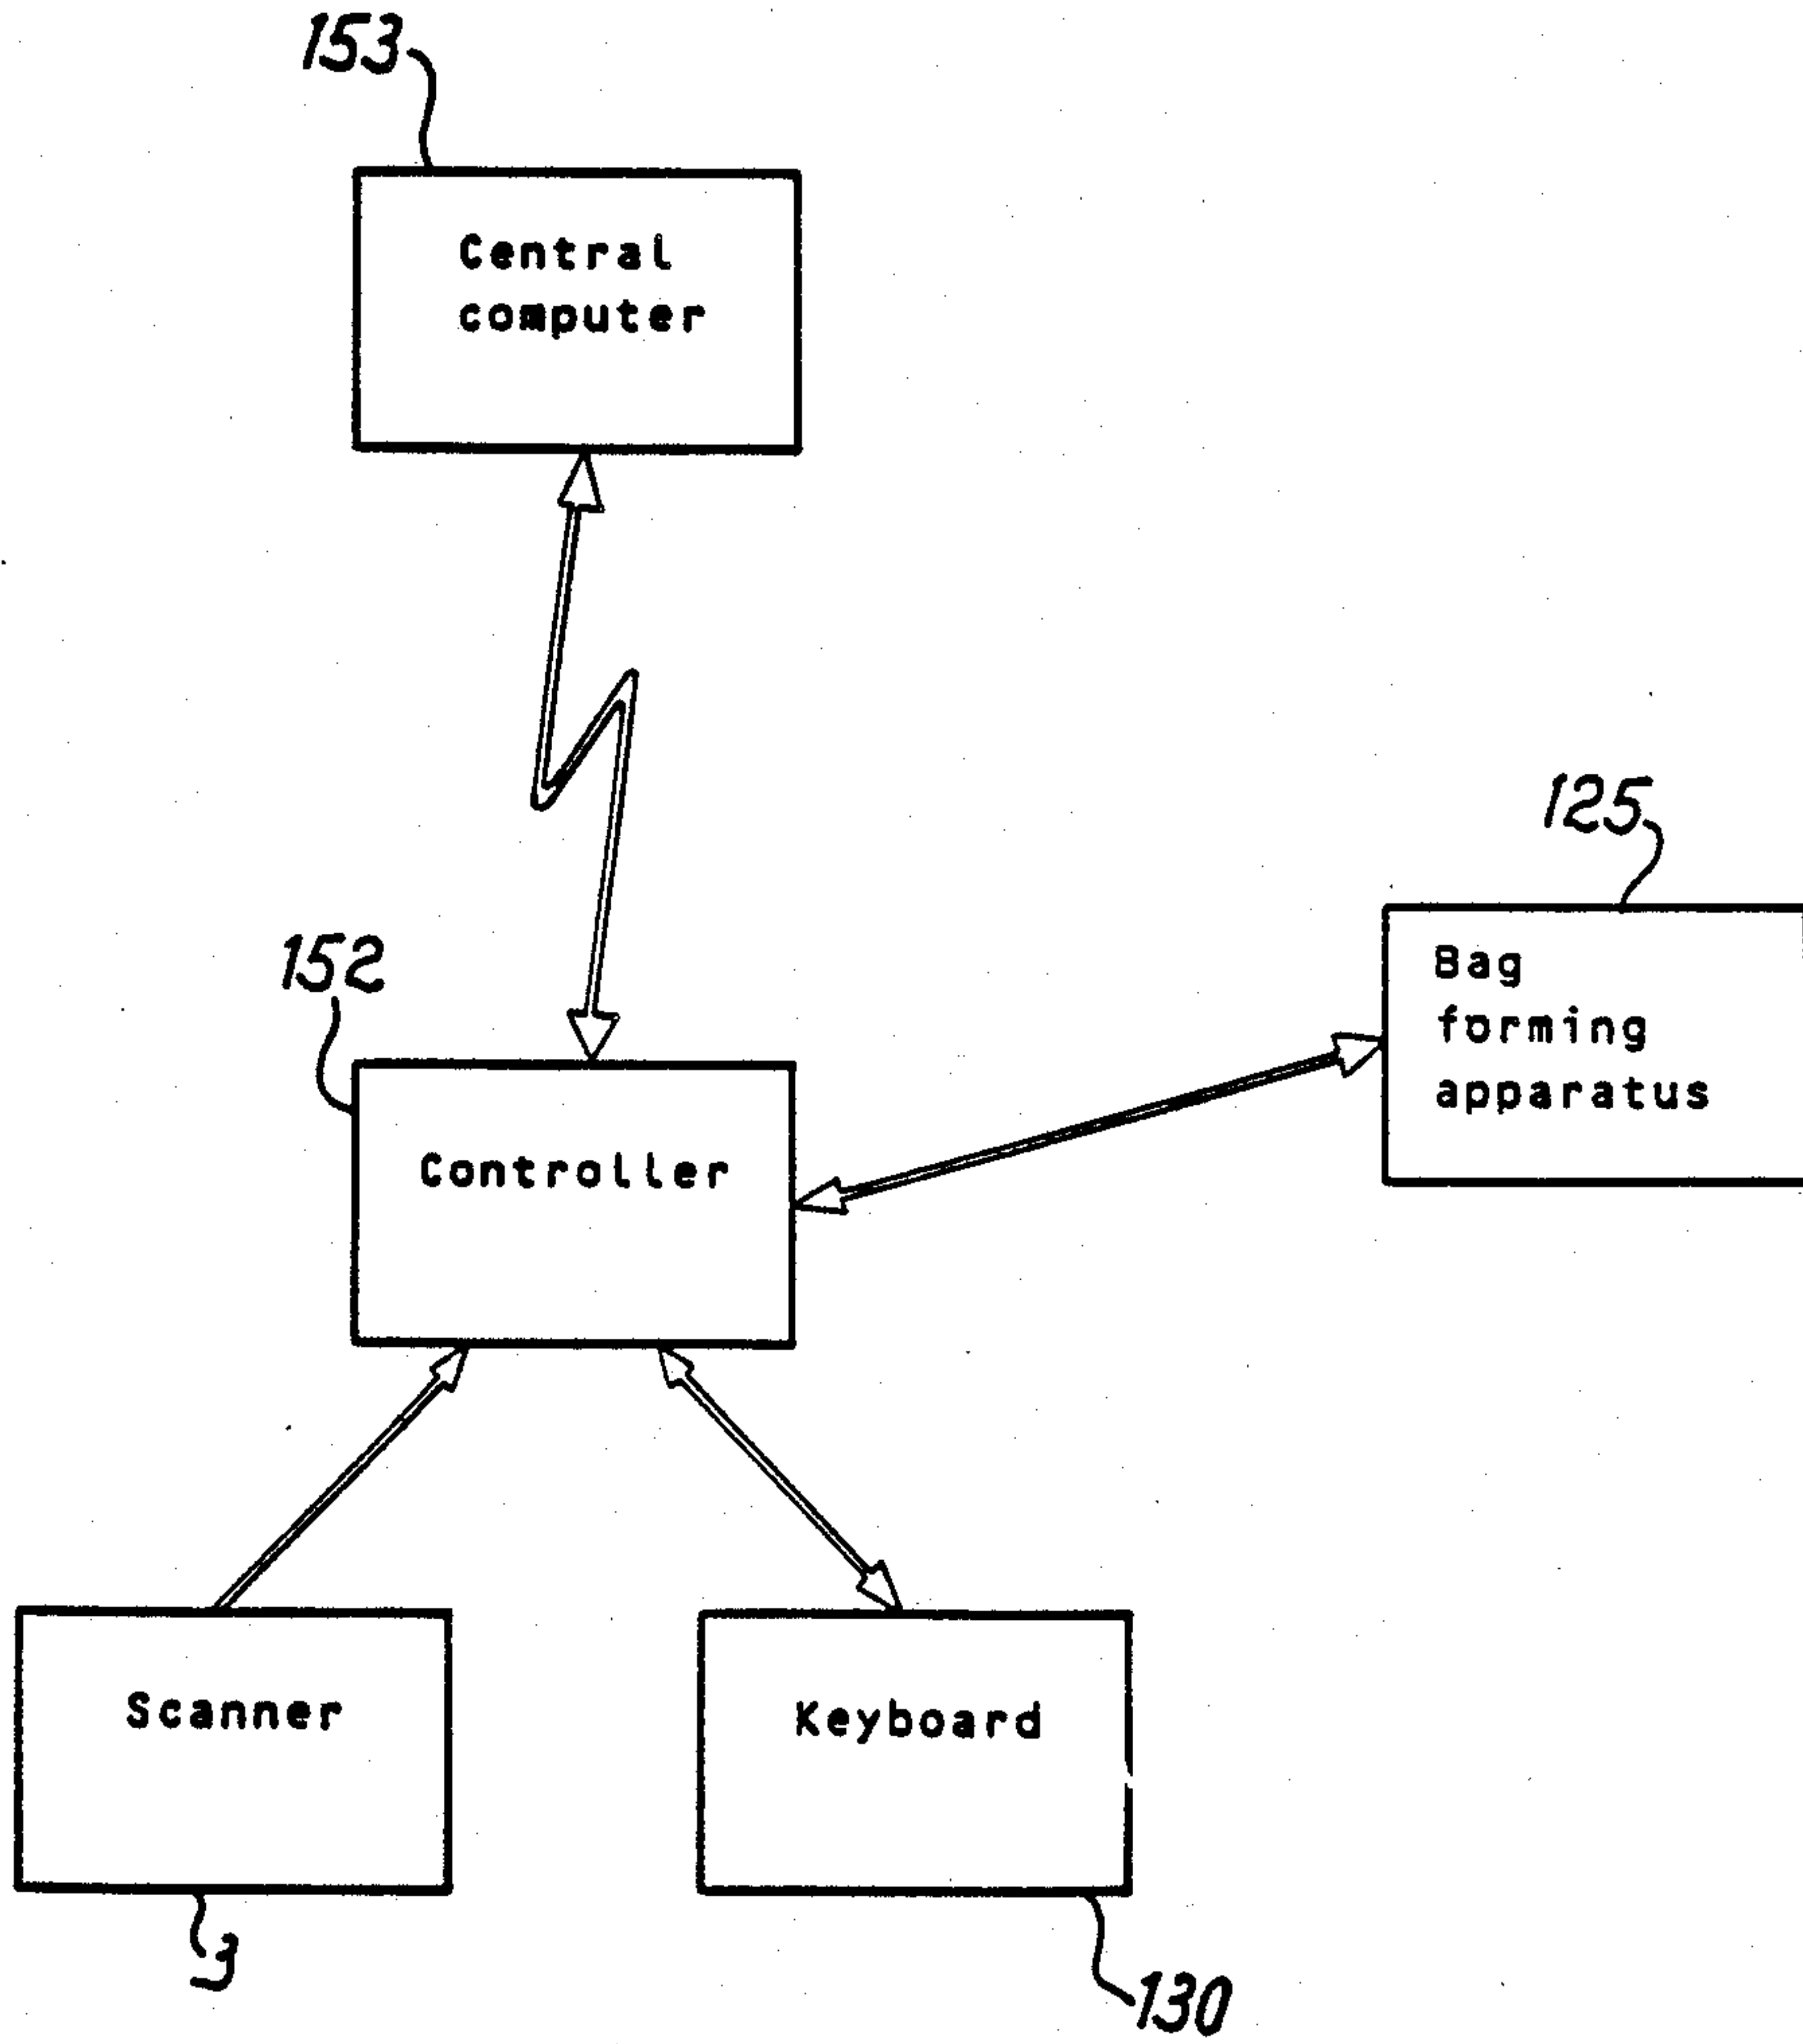 153
Central
computer
125
Bag
forming
apparatus
152
Controller
Scanner
Keyboard
3
130